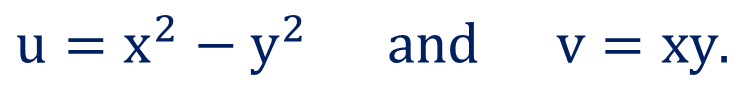 u = x² − y² and v = xy.